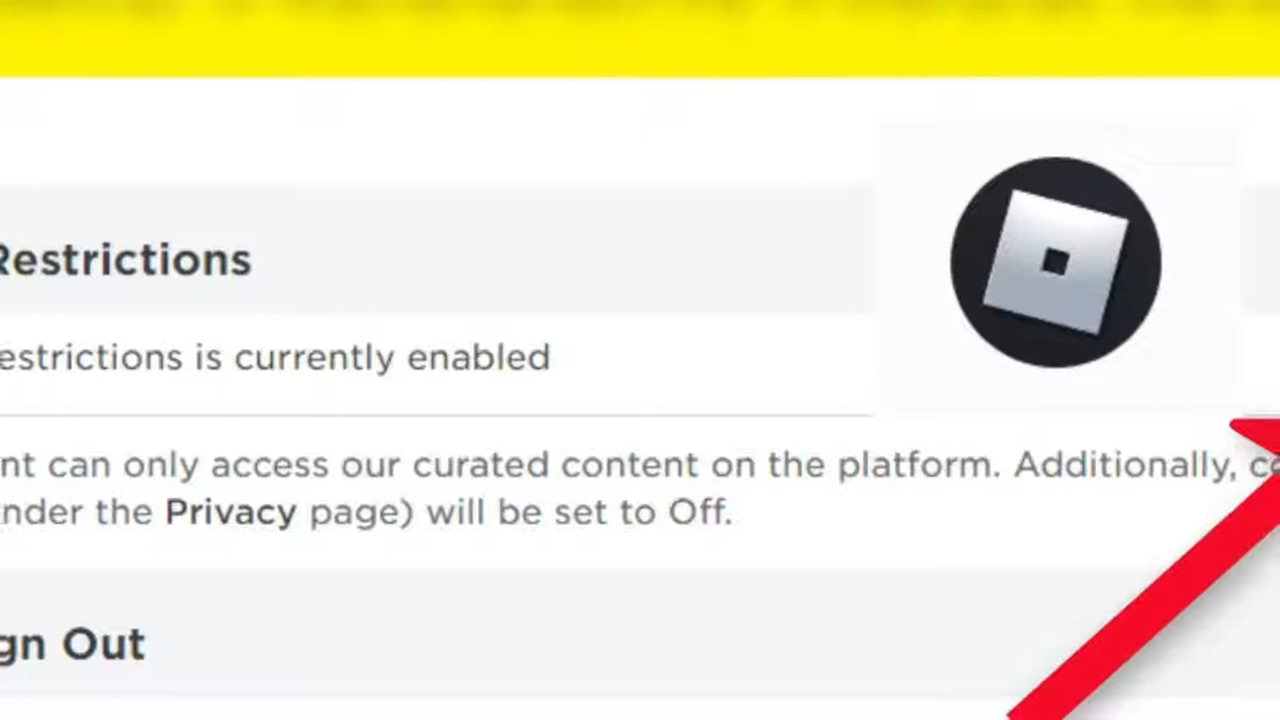 Restrictions
estrictions is currently enabled
nt can only access our curated content on the platform. Additionally, co
nder the Privacy page) will be set to Off.
gn Out